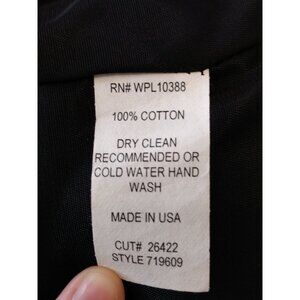 RN# WPL10388
100% COTTON
DRY CLEAN
RECOMMENDED OR
COLD WATER HAND
WASH
MADE IN USA
CUT# 26422
STYLE 719609